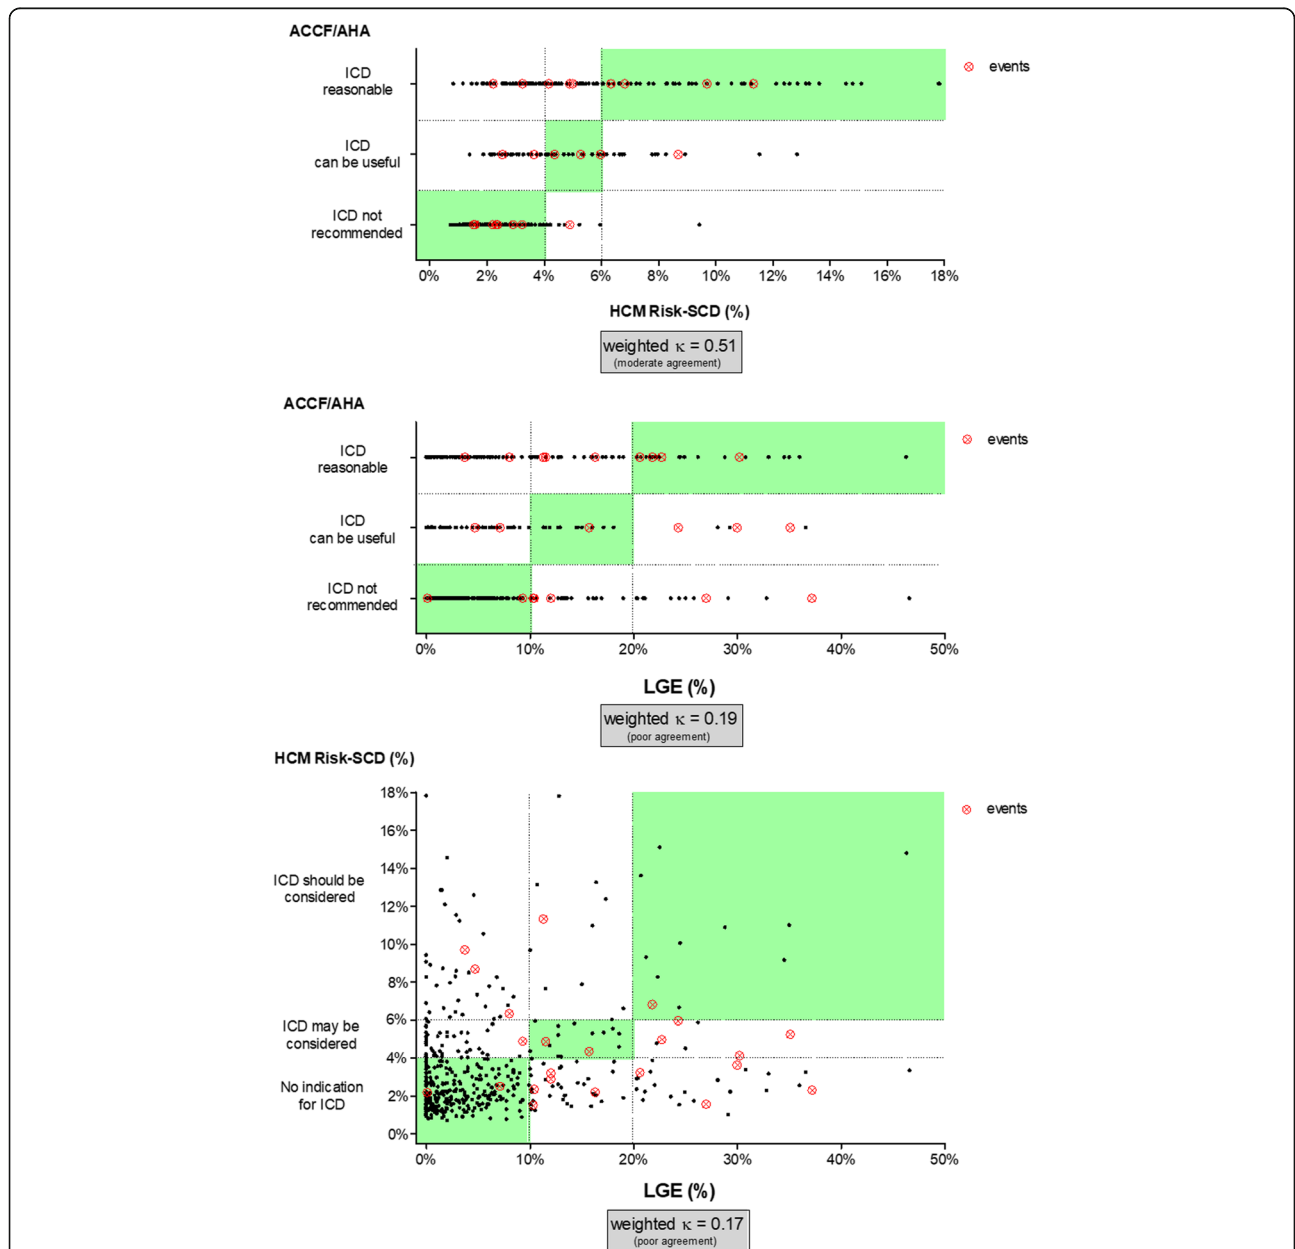 ACCF/AHA
ICD
reasonable
ICD
can be useful
ICD not
recommended
events
0% 2% 4% 6% 8% 10% 12% 14% 16% 18%
HCM Risk-SCD (%)
weighted κ = 0.51
(moderate agreement)
ACCF/AHA
ICD
reasonable
ICD
can be useful
ICD not
recommended
events
0% 10% 20% 30% 40% 50%
LGE (%)
weighted κ = 0.19
(poor agreement)
HCM Risk-SCD (%)
18%
16%
14%
12%
10%
8%
6%
4%
2%
0%
ICD should be
considered
ICD may be
considered
No indication
for ICD
events
0% 10% 20% 30% 40% 50%
LGE (%)
weighted κ = 0.17
(poor agreement)